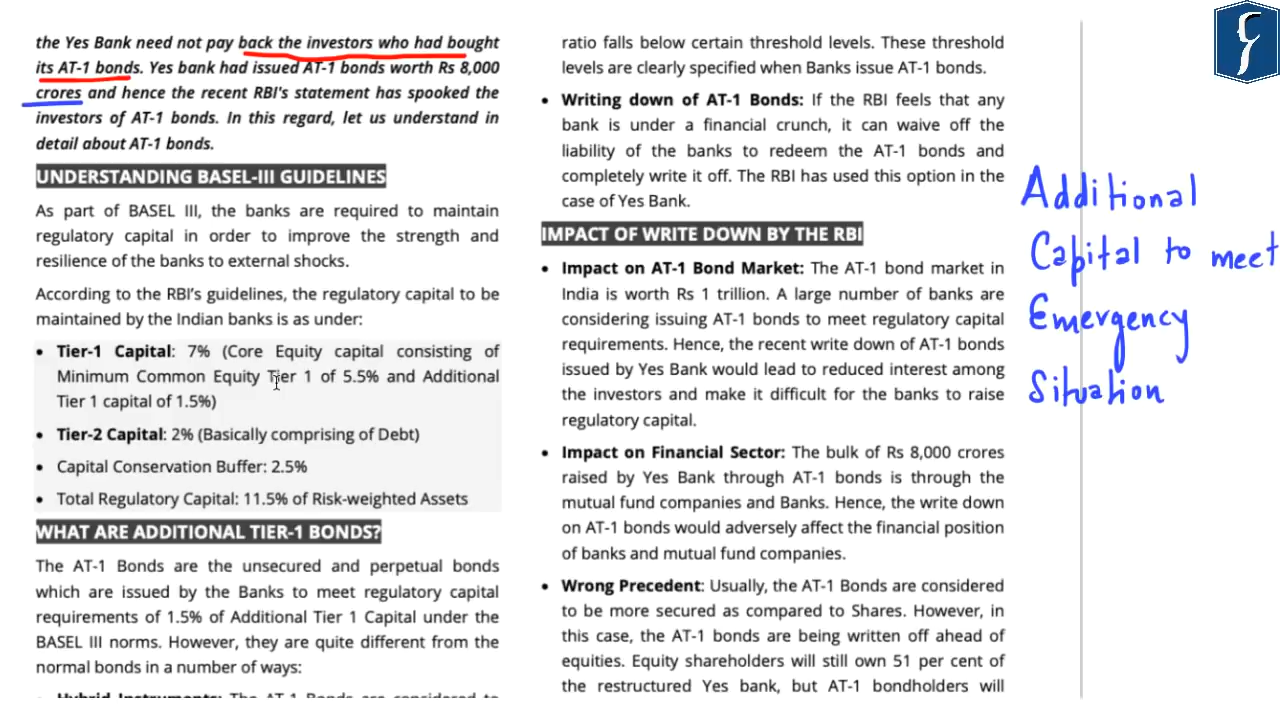 the Yes Bank need not pay back the investors who had bought
its AT-1 bonds. Yes bank had issued AT-1 bonds worth Rs 8,000
crores and hence the recent RBI's statement has spooked the
investors of AT-1 bonds. In this regard, let us understand in
detail about AT-1 bonds.
UNDERSTANDING BASEL-III GUIDELINES
As part of BASEL III, the banks are required to maintain
regulatory capital in order to improve the strength and
resilience of the banks to external shocks.
According to the RBI's guidelines, the regulatory capital to be
maintained by the Indian banks is as under:
• Tier-1 Capital: 7% (Core Equity capital consisting of
Minimum Common Equity Tier 1 of 5.5% and Additional
Tier 1 capital of 1.5%)
• Tier-2 Capital: 2% (Basically comprising of Debt)
• Capital Conservation Buffer: 2.5%
• Total Regulatory Capital: 11.5% of Risk-weighted Assets
WHAT ARE ADDITIONAL TIER-1 BONDS?
The AT-1 Bonds are the unsecured and perpetual bonds
which are issued by the Banks to meet regulatory capital
requirements of 1.5% of Additional Tier 1 Capital under the
BASEL III norms. However, they are quite different from the
normal bonds in a number of ways:
• Hybrid Instruments: The AT-1 Bonds are considered to
ratio falls below certain threshold levels. These threshold
levels are clearly specified when Banks issue AT-1 bonds.
• Writing down of AT-1 Bonds: If the RBI feels that any
bank is under a financial crunch, it can waive off the
liability of the banks to redeem the AT-1 bonds and
completely write it off. The RBI has used this option in the
case of Yes Bank.
IMPACT OF WRITE DOWN BY THE RBI
• Impact on AT-1 Bond Market: The AT-1 bond market in
India is worth Rs 1 trillion. A large number of banks are
considering issuing AT-1 bonds to meet regulatory capital
requirements. Hence, the recent write down of AT-1 bonds
issued by Yes Bank would lead to reduced interest among
the investors and make it difficult for the banks to raise
regulatory capital.
• Impact on Financial Sector: The bulk of Rs 8,000 crores
raised by Yes Bank through AT-1 bonds is through the
mutual fund companies and Banks. Hence, the write down
on AT-1 bonds would adversely affect the financial position
of banks and mutual fund companies.
• Wrong Precedent: Usually, the AT-1 Bonds are considered
to be more secured as compared to Shares. However, in
this case, the AT-1 bonds are being written off ahead of
equities. Equity shareholders will still own 51 per cent of
the restructured Yes bank, but AT-1 bondholders will
Additional
Capital to meet
Emergency
Situation